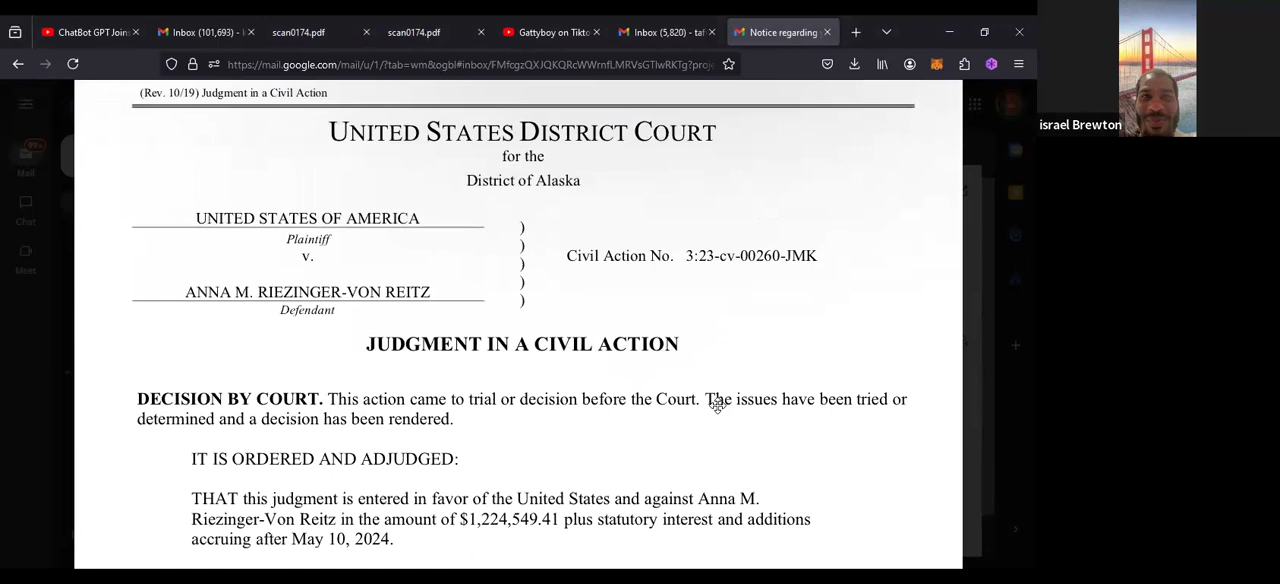 ChatBot GPT Join
Inbox (101,693) -
scan0174.pdf
scan0174.pdf
Gattyboy on Tikto
Inbox (5,820) - taf
Notice regarding
https://mail.google.com/mail/u/1/?tab=wm&ogbl#inbox/FMfcgzQXJQKQRcWWrnfLMRVsGTlwRKTg?proje
israel Brewton
99+
Mail
Chat
Meet
(Rev. 10/19) Judgment in a Civil Action
UNITED STATES DISTRICT COURT
for the
District of Alaska
UNITED STATES OF AMERICA
Plaintiff
v.
ANNA M. RIEZINGER-VON REITZ
Defendant
)
)
)
)
)
Civil Action No. 3:23-cv-00260-JMK
JUDGMENT IN A CIVIL ACTION
DECISION BY COURT. This action came to trial or decision before the Court. The issues have been tried or
determined and a decision has been rendered.
IT IS ORDERED AND ADJUDGED:
THAT this judgment is entered in favor of the United States and against Anna M.
Riezinger-Von Reitz in the amount of $1,224,549.41 plus statutory interest and additions
accruing after May 10, 2024.